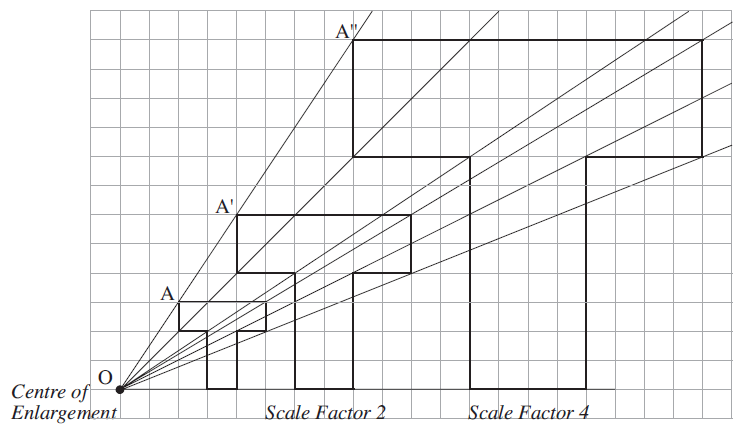 A"
A'
A
O
Centre of
Enlargement
Scale Factor 2
Scale Factor 4